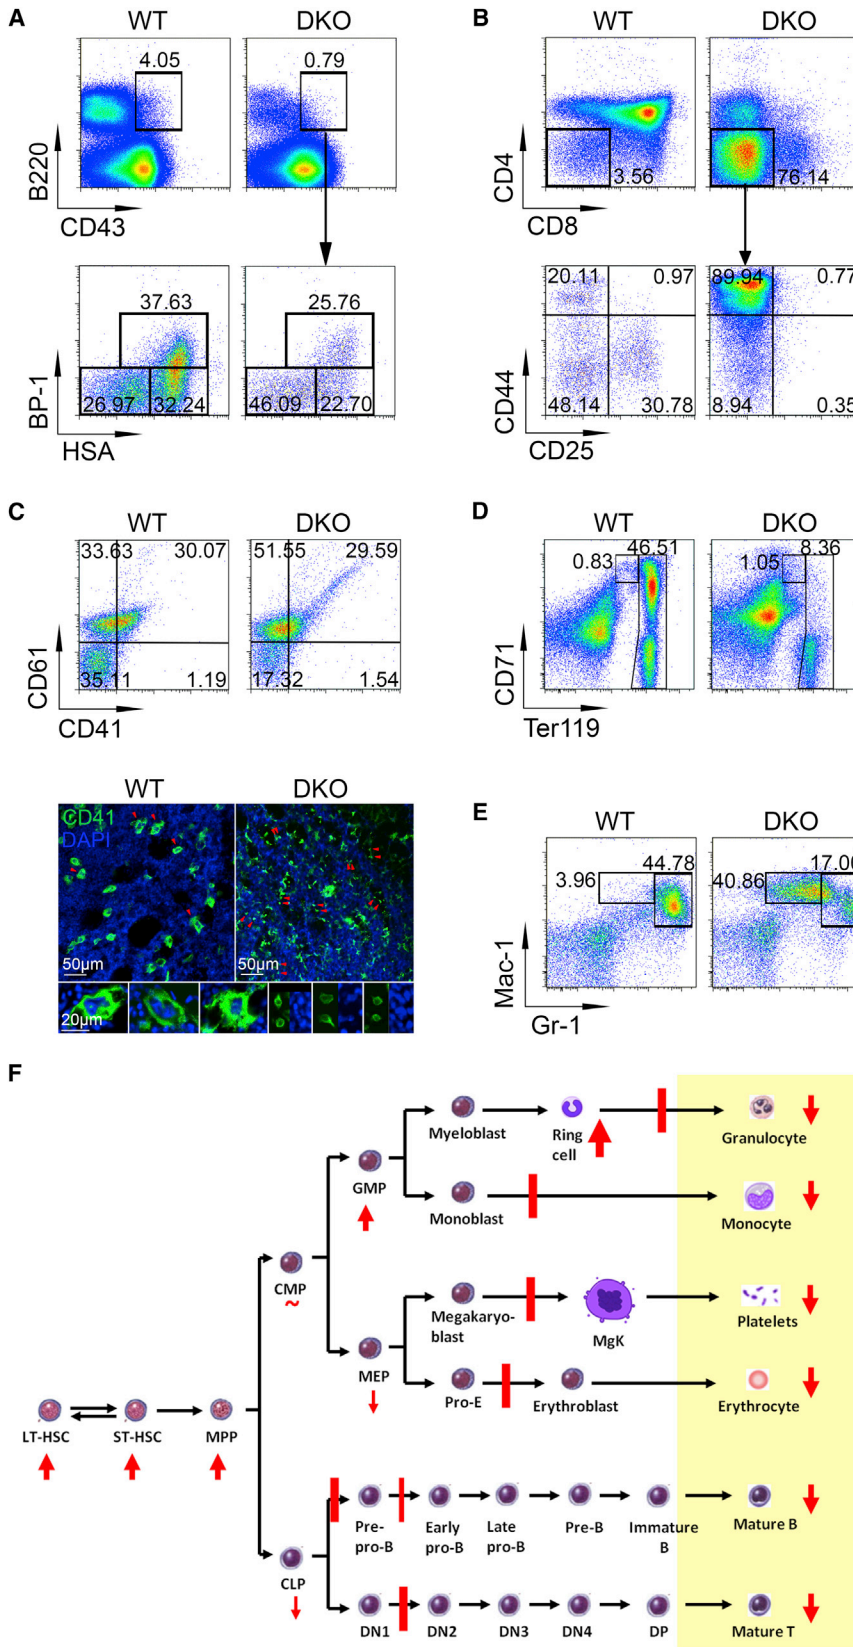 A
WT
DKO
4.05
0.79
B220
CD43
37.63
25.76
26.97
32.24
46.09
22.70
BP-1
HSA
B
WT
DKO
CD4
3.56
76.14
CD8
20.11
0.97
89.94
0.77
CD44
48.14
30.78
8.94
0.35
CD25
C
WT
DKO
33.63
30.07
51.55
29.59
CD61
35.11
1.19
17.32
1.54
CD41
WT
DKO
CD41
DAPI
50µm
50µm
20µm
D
WT
DKO
46.51
8.36
0.83
1.05
CD71
Ter119
E
WT
DKO
44.78
3.96
40.86
Mac-1
Gr-1
F
Myeloblast
Ring
cell
Granulocyte
GMP
Monoblast
Monocyte
CMP
~
Megakaryo-
blast
MgK
Platelets
MEP
Pro-E
Erythroblast
Erythrocyte
LT-HSC
ST-HSC
MPP
Pre-
pro-B
Early
pro-B
Late
pro-B
Pre-B
Immature
B
Mature B
CLP
DN1
DN2
DN3
DN4
DP
Mature T